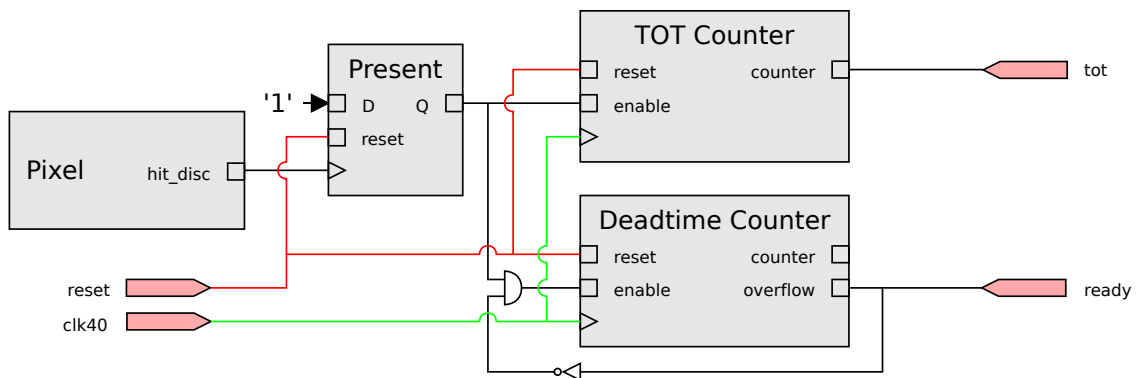 TOT Counter
reset
counter
enable
tot
Present
'1'
D
Q
reset
Pixel
hit_disc
Deadtime Counter
reset
counter
enable
overflow
reset
clk40
ready